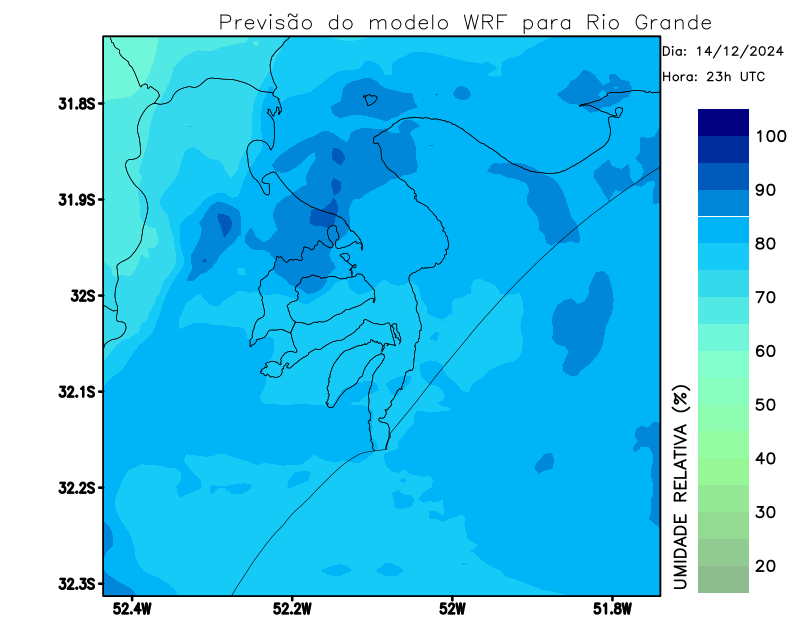 Previsão do modelo WRF para Rio Grande
Dia: 14/12/2024
Hora: 23h UTC
31.8S
31.9S
32S
32.1S
32.2S
32.3S
52.4W
52.2W
52W
51.8W
100
90
80
70
60
50
40
30
20
UMIDADE RELATIVA (%)